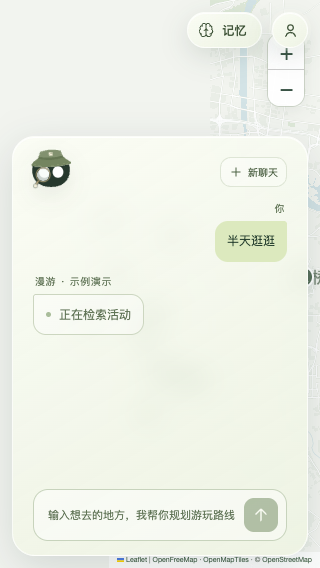 记忆
+
−
新聊天
你
半天逛逛
漫游 · 示例演示
正在检索活动
输入想去的地方，我帮你规划游玩路线
Leaflet | OpenFreeMap · OpenMapTiles · © OpenStreetMap